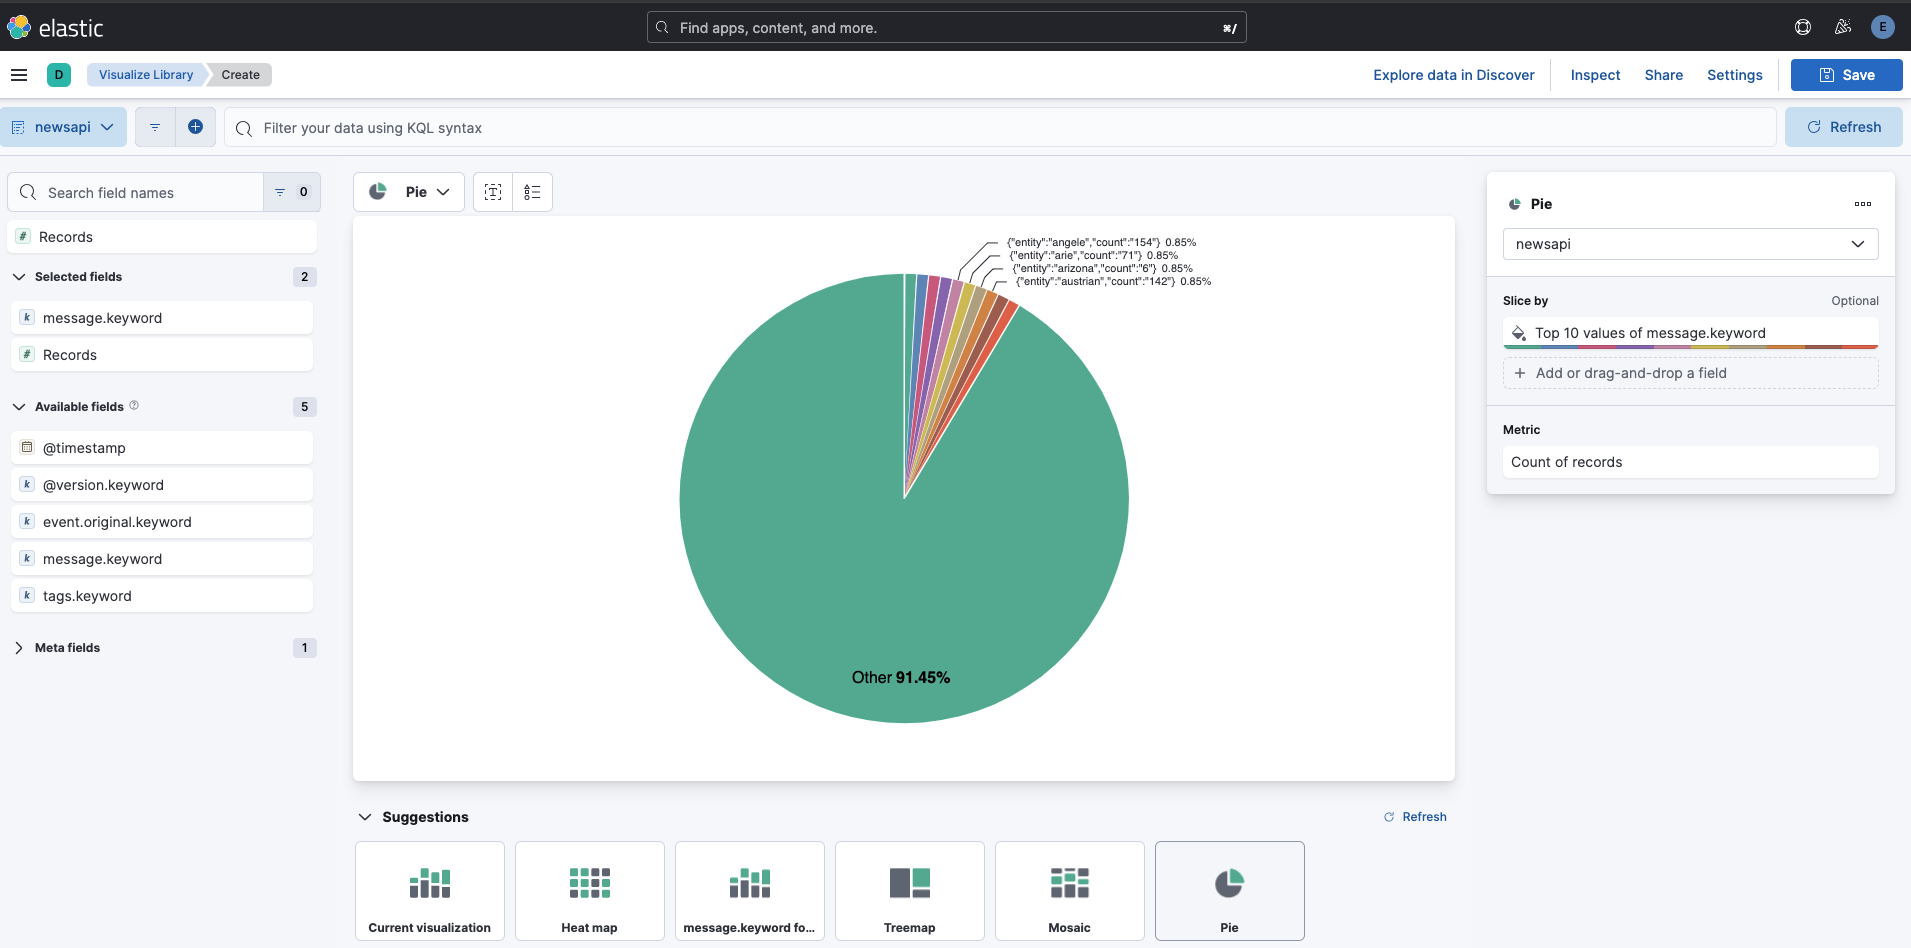 elastic
Find apps, content, and more.
⌘/
E
D
Visualize Library
Create
Explore data in Discover
Inspect
Share
Settings
Save
newsapi
Filter your data using KQL syntax
Refresh
Search field names
0
# Records
Selected fields
2
k message.keyword
# Records
Available fields
5
@timestamp
k @version.keyword
k event.original.keyword
k message.keyword
k tags.keyword
Meta fields
1
Pie
{"entity":"angele","count":"154"} 0.85%
{"entity":"arie","count":"71"} 0.85%
{"entity":"arizona","count":"6"} 0.85%
{"entity":"austrian","count":"142"} 0.85%
Other 91.45%
Suggestions
Refresh
Current visualization
Heat map
message.keyword fo...
Treemap
Mosaic
Pie
Pie
newsapi
Slice by
Optional
Top 10 values of message.keyword
Add or drag-and-drop a field
Metric
Count of records